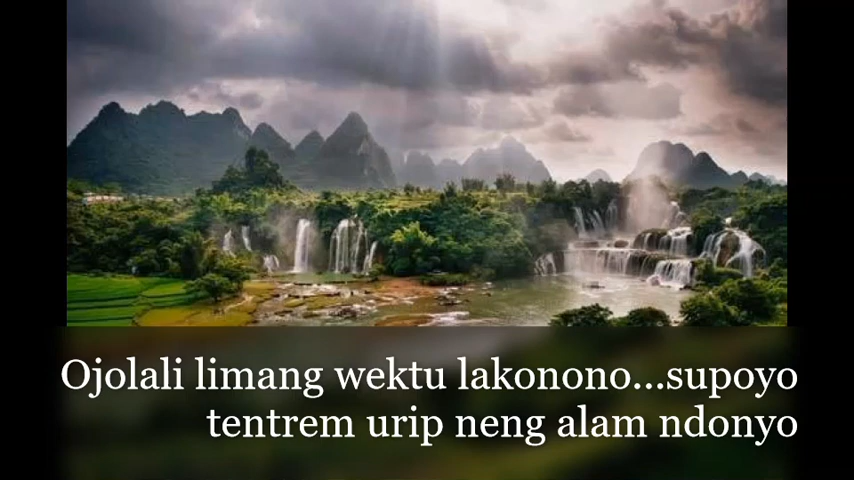 Ojolali limang wektu lakonono...supoyo
tentrem urip neng alam ndonyo